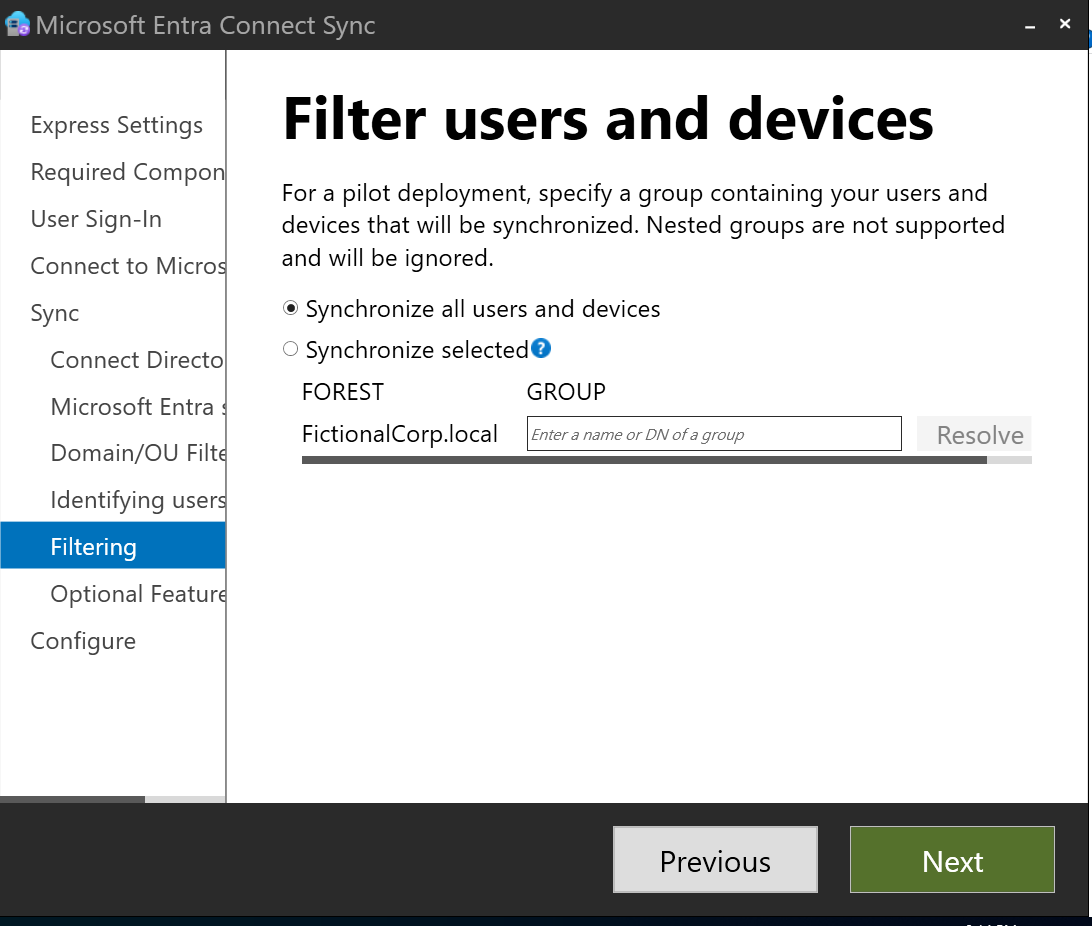 Microsoft Entra Connect Sync
Express Settings
Required Compon
User Sign-In
Connect to Micros
Sync
Connect Directo
Microsoft Entra s
Domain/OU Filte
Identifying users
Filtering
Optional Feature
Configure
Filter users and devices
For a pilot deployment, specify a group containing your users and
devices that will be synchronized. Nested groups are not supported
and will be ignored.
Synchronize all users and devices
Synchronize selected ?
FOREST GROUP
FictionalCorp.local Enter a name or DN of a group Resolve
Previous Next